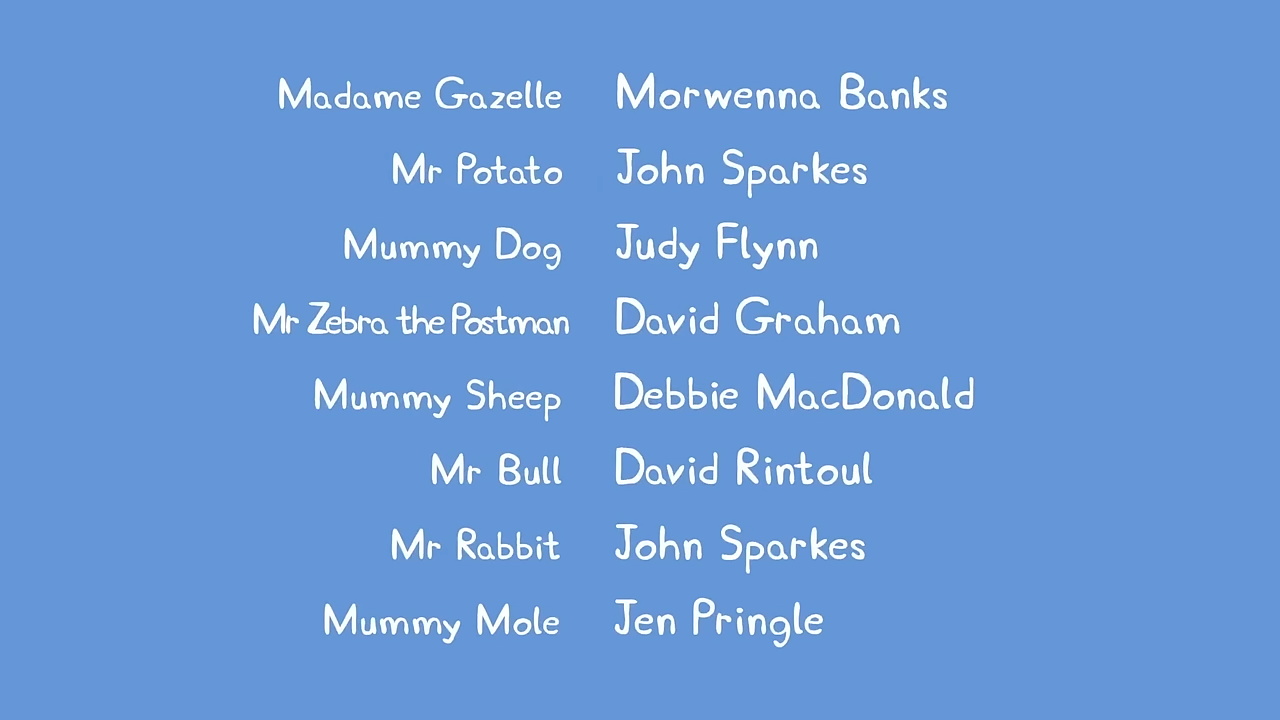 Madame Gazelle Morwenna Banks
Mr Potato John Sparkes
Mummy Dog Judy Flynn
Mr Zebra the Postman David Graham
Mummy Sheep Debbie MacDonald
Mr Bull David Rintoul
Mr Rabbit John Sparkes
Mummy Mole Jen Pringle